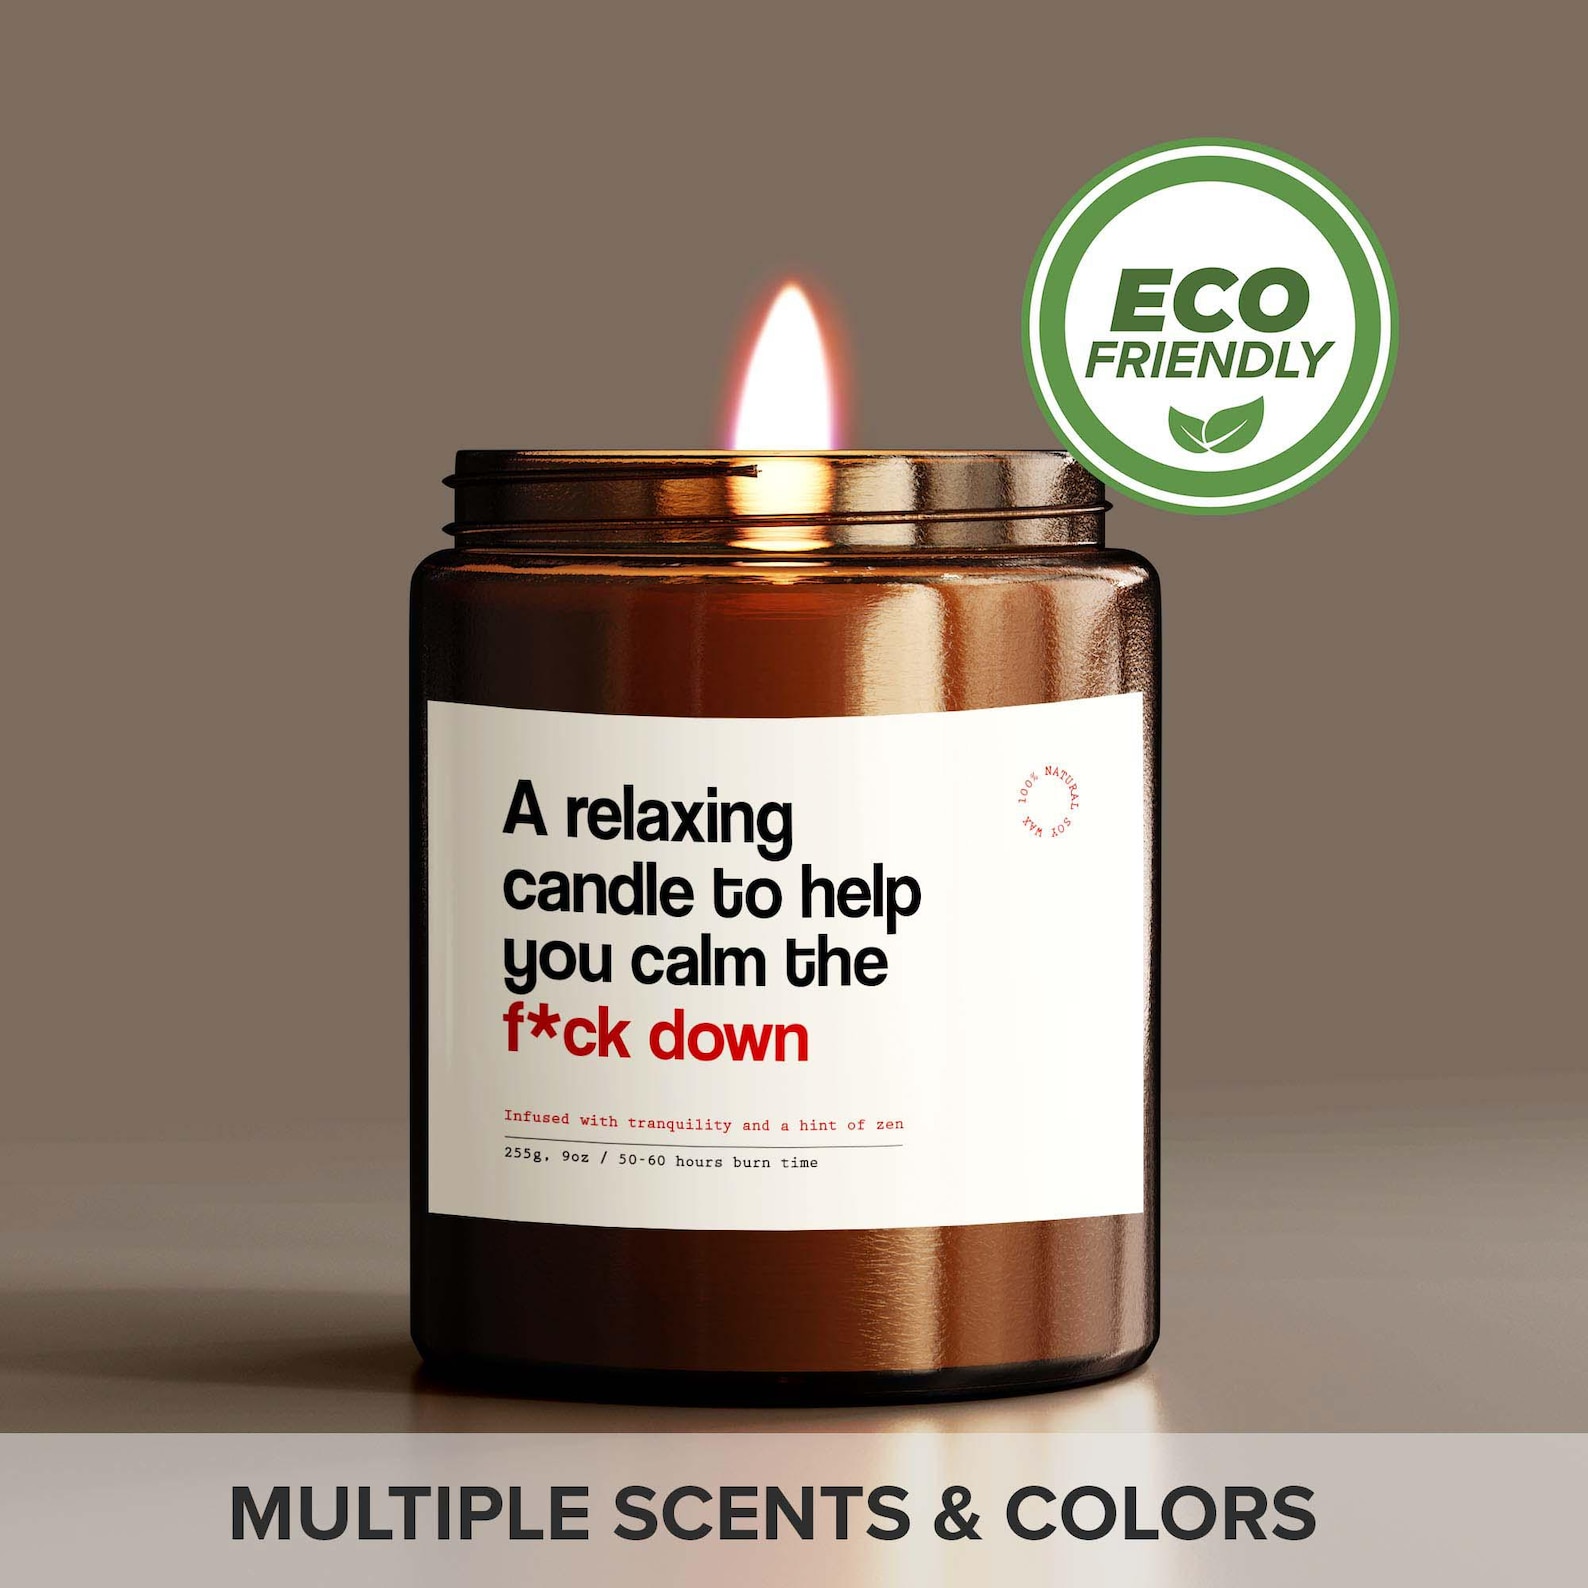 ECO
FRIENDLY
A relaxing
candle to help
you calm the
f*ck down
100% NATURAL SOY WAX
Infused with tranquility and a hint of zen
255g, 9oz / 50-60 hours burn time
MULTIPLE SCENTS & COLORS